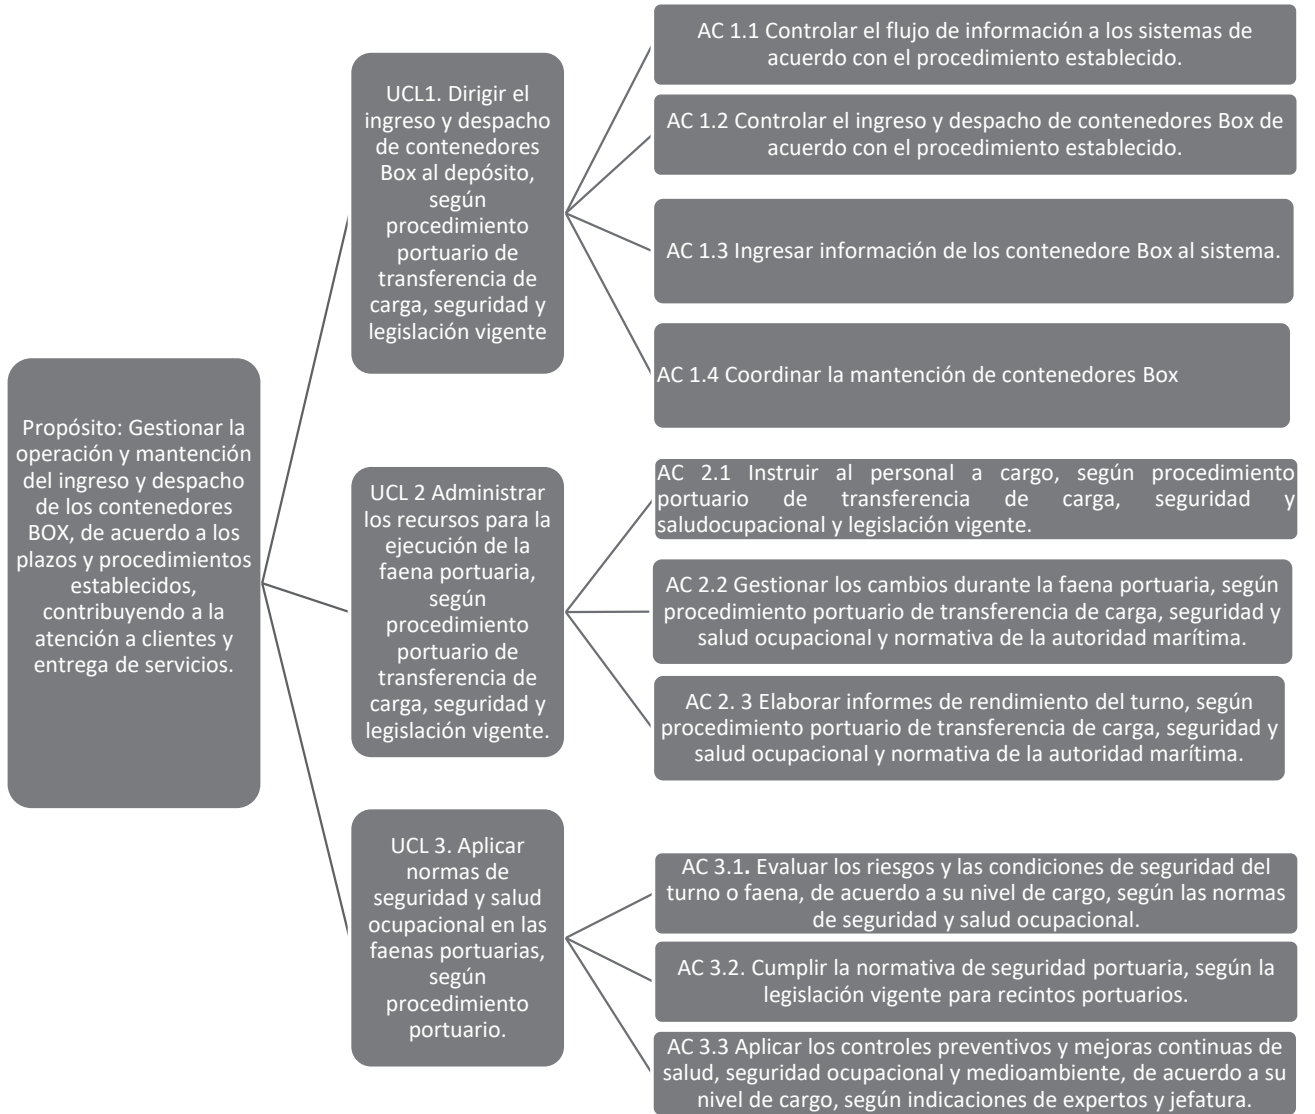 Propósito: Gestionar la
operación y mantención
del ingreso y despacho
de los contenedores
BOX, de acuerdo a los
plazos y procedimientos
establecidos,
contribuyendo a la
atención a clientes y
entrega de servicios.
UCL1. Dirigir el
ingreso y despacho
de contenedores
Box al depósito,
según
procedimiento
portuario de
transferencia de
carga, seguridad y
legislación vigente
AC 1.1 Controlar el flujo de información a los sistemas de
acuerdo con el procedimiento establecido.
AC 1.2 Controlar el ingreso y despacho de contenedores Box de
acuerdo con el procedimiento establecido.
AC 1.3 Ingresar información de los contenedore Box al sistema.
AC 1.4 Coordinar la mantención de contenedores Box
UCL 2 Administrar
los recursos para la
ejecución de la
faena portuaria,
según
procedimiento
portuario de
transferencia de
carga, seguridad y
legislación vigente.
AC 2.1 Instruir al personal a cargo, según procedimiento
portuario de transferencia de carga, seguridad y
saludocupacional y legislación vigente.
AC 2.2 Gestionar los cambios durante la faena portuaria, según
procedimiento portuario de transferencia de carga, seguridad y
salud ocupacional y normativa de la autoridad marítima.
AC 2. 3 Elaborar informes de rendimiento del turno, según
procedimiento portuario de transferencia de carga, seguridad y
salud ocupacional y normativa de la autoridad marítima.
UCL 3. Aplicar
normas de
seguridad y salud
ocupacional en las
faenas portuarias,
según
procedimiento
portuario.
AC 3.1. Evaluar los riesgos y las condiciones de seguridad del
turno o faena, de acuerdo a su nivel de cargo, según las normas
de seguridad y salud ocupacional.
AC 3.2. Cumplir la normativa de seguridad portuaria, según la
legislación vigente para recintos portuarios.
AC 3.3 Aplicar los controles preventivos y mejoras continuas de
salud, seguridad ocupacional y medioambiente, de acuerdo a su
nivel de cargo, según indicaciones de expertos y jefatura.